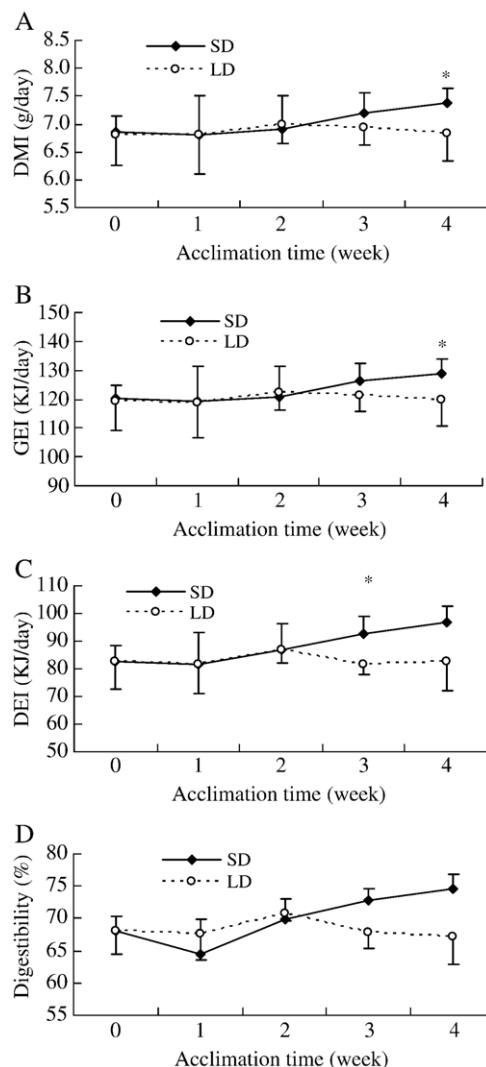 A
8.5
8.0
7.5
7.0
6.5
6.0
5.5
DMI (g/day)
SD
LD
*
0 1 2 3 4
Acclimation time (week)
B
150
140
130
120
110
100
90
GEI (KJ/day)
SD
LD
*
0 1 2 3 4
Acclimation time (week)
C
110
100
90
80
70
60
50
DEI (KJ/day)
SD
LD
*
0 1 2 3 4
Acclimation time (week)
D
80
75
70
65
60
55
Digestibility (%)
SD
LD
0 1 2 3 4
Acclimation time (week)